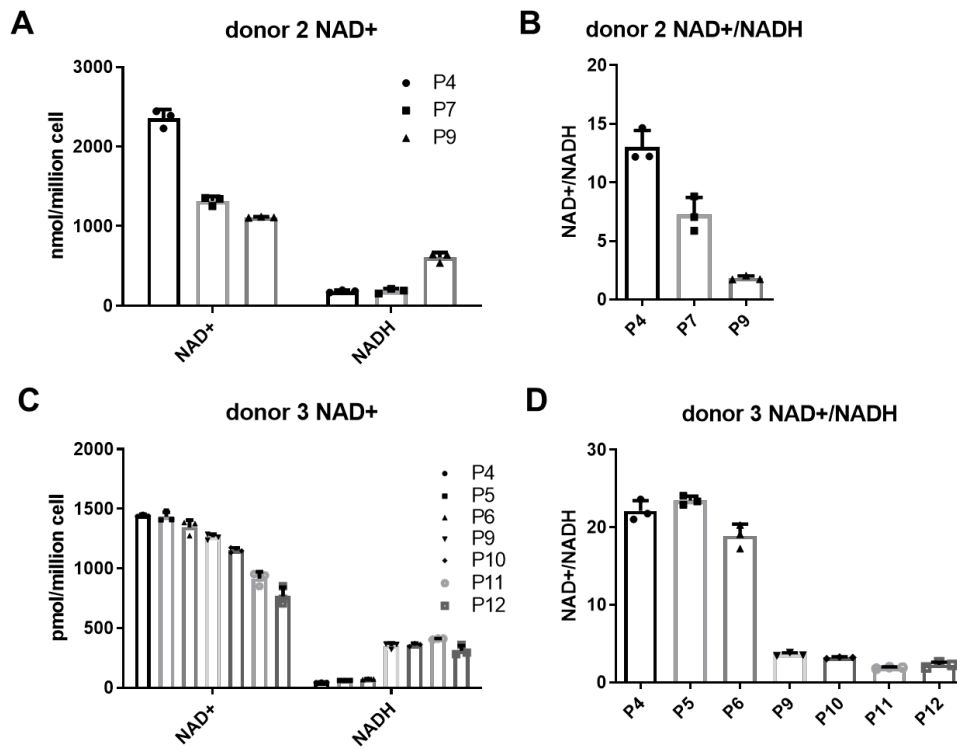 A
donor 2 NAD+
nmol/million cell
3000
2000
1000
0
NAD+
NADH
P4
P7
P9
B
donor 2 NAD+/NADH
NAD+/NADH
20
15
10
5
0
P4
P7
P9
C
donor 3 NAD+
pmol/million cell
2000
1500
1000
500
0
NAD+
NADH
P4
P5
P6
P9
P10
P11
P12
D
donor 3 NAD+/NADH
NAD+/NADH
30
20
10
0
P4
P5
P6
P9
P10
P11
P12